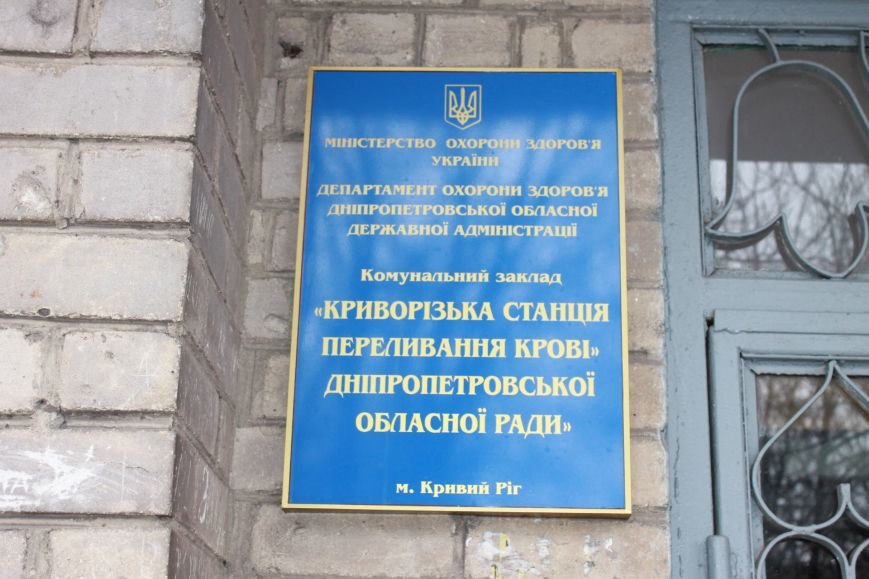 МІНІСТЕРСТВО ОХОРОНИ ЗДОРОВ'Я
УКРАЇНИ
ДЕПАРТАМЕНТ ОХОРОНИ ЗДОРОВ'Я
ДНІПРОПЕТРОВСЬКОЇ ОБЛАСНОЇ
ДЕРЖАВНОЇ АДМІНІСТРАЦІЇ
Комунальний заклад
«КРИВОРІЗЬКА СТАНЦІЯ
ПЕРЕЛИВАННЯ КРОВІ»
ДНІПРОПЕТРОВСЬКОЇ
ОБЛАСНОЇ РАДИ»
м. Кривий Ріг